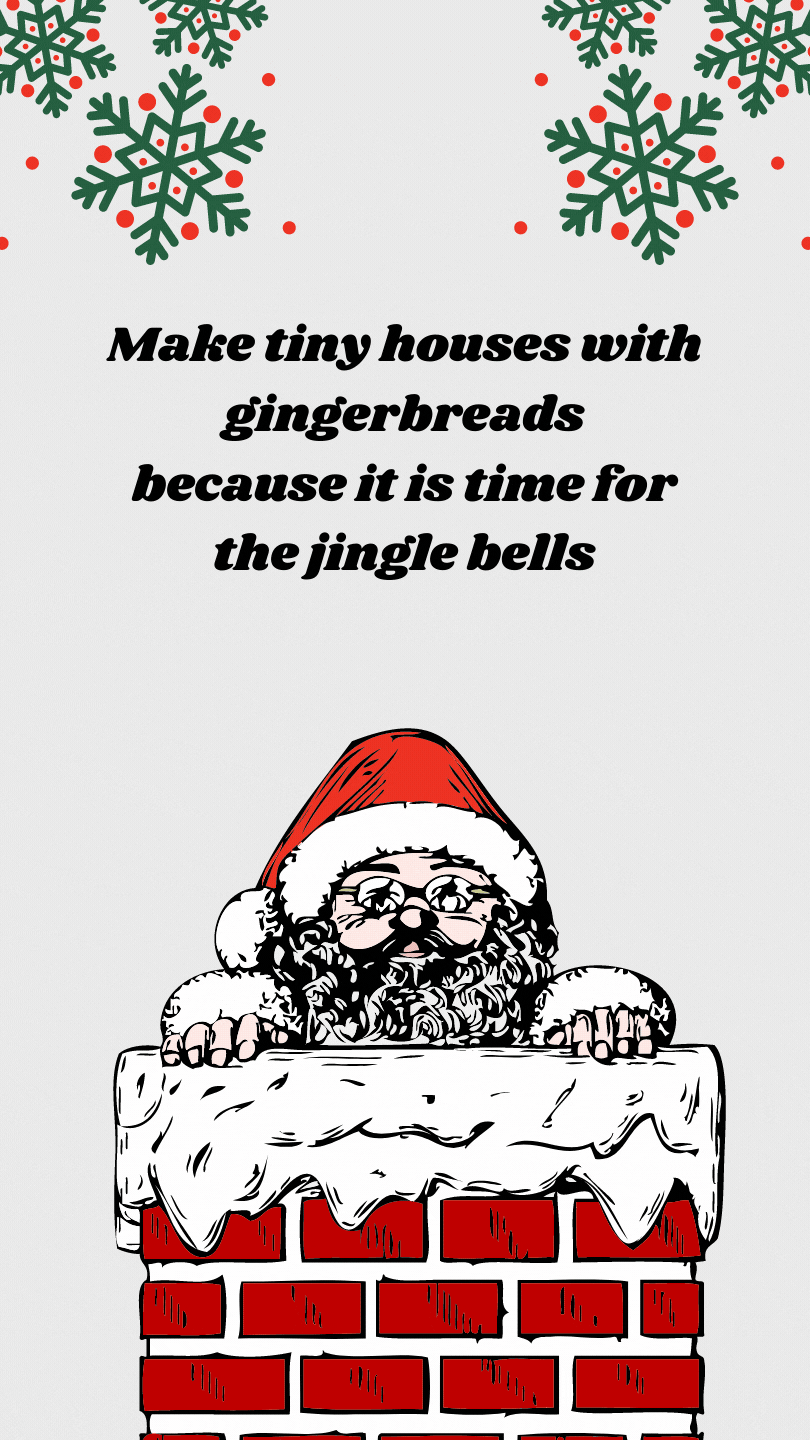 Make tiny houses with
gingerbreads
because it is time for
the jingle bells